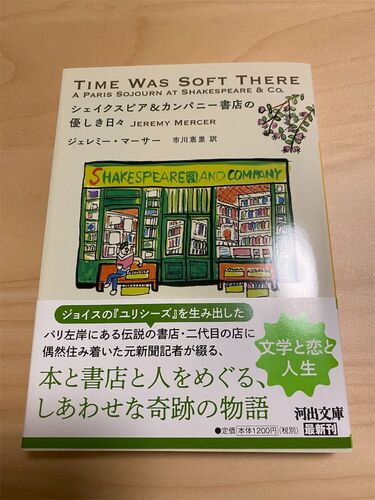 TIME WAS SOFT THERE
A PARIS SOJOURN AT SHAKESPEARE & CO.
シェイクスピア&カンパニー書店の
優しき日々 JEREMY MERCER
ジェレミー・マーサー 市川恵里 訳
SHAKESPEARE AND COMPANY
ジョイスの『ユリシーズ』を生み出した
パリ左岸にある伝説の書店・二代目の店に
偶然住み着いた元新聞記者が綴る、
本と書店と人をめぐる、
しあわせな奇跡の物語
文学と恋と
人生
河出文庫
最新刊
●定価 本体1200円(税別)